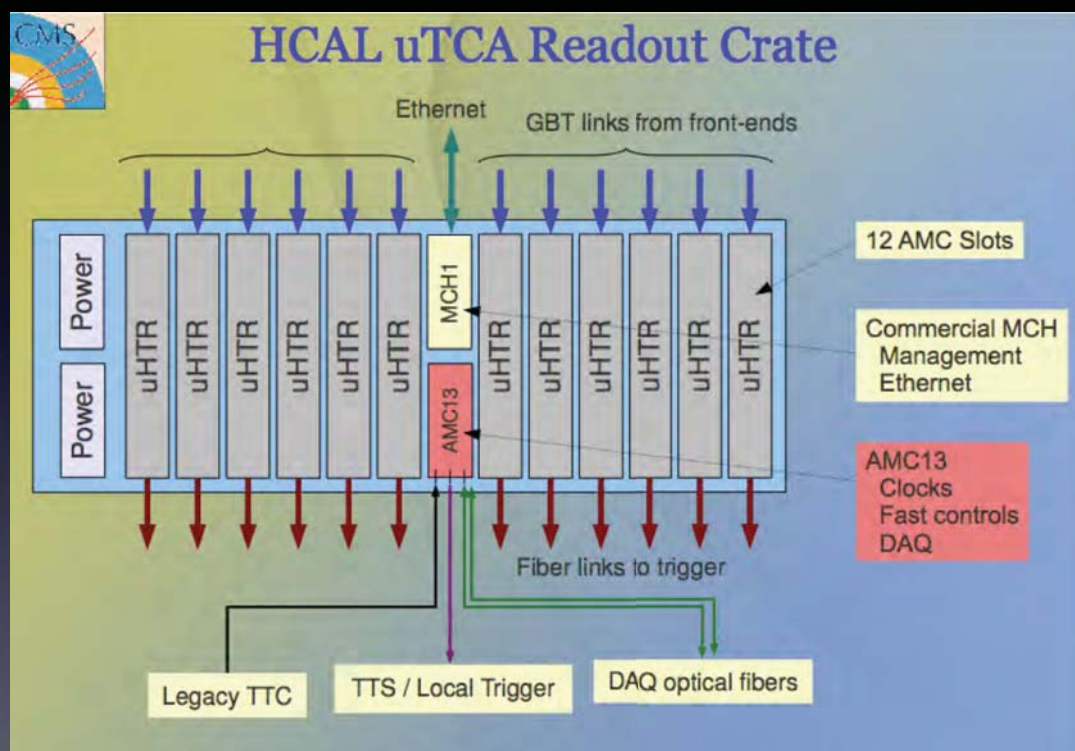 CMS
HCAL uTCA Readout Crate
Ethernet
GBT links from front-ends
Power
Power
uHTR
uHTR
uHTR
uHTR
uHTR
uHTR
MCH1
AMC13
uHTR
uHTR
uHTR
uHTR
uHTR
uHTR
12 AMC Slots
Commercial MCH
Management
Ethernet
AMC13
Clocks
Fast controls
DAQ
Fiber links to trigger
Legacy TTC
TTS / Local Trigger
DAQ optical fibers